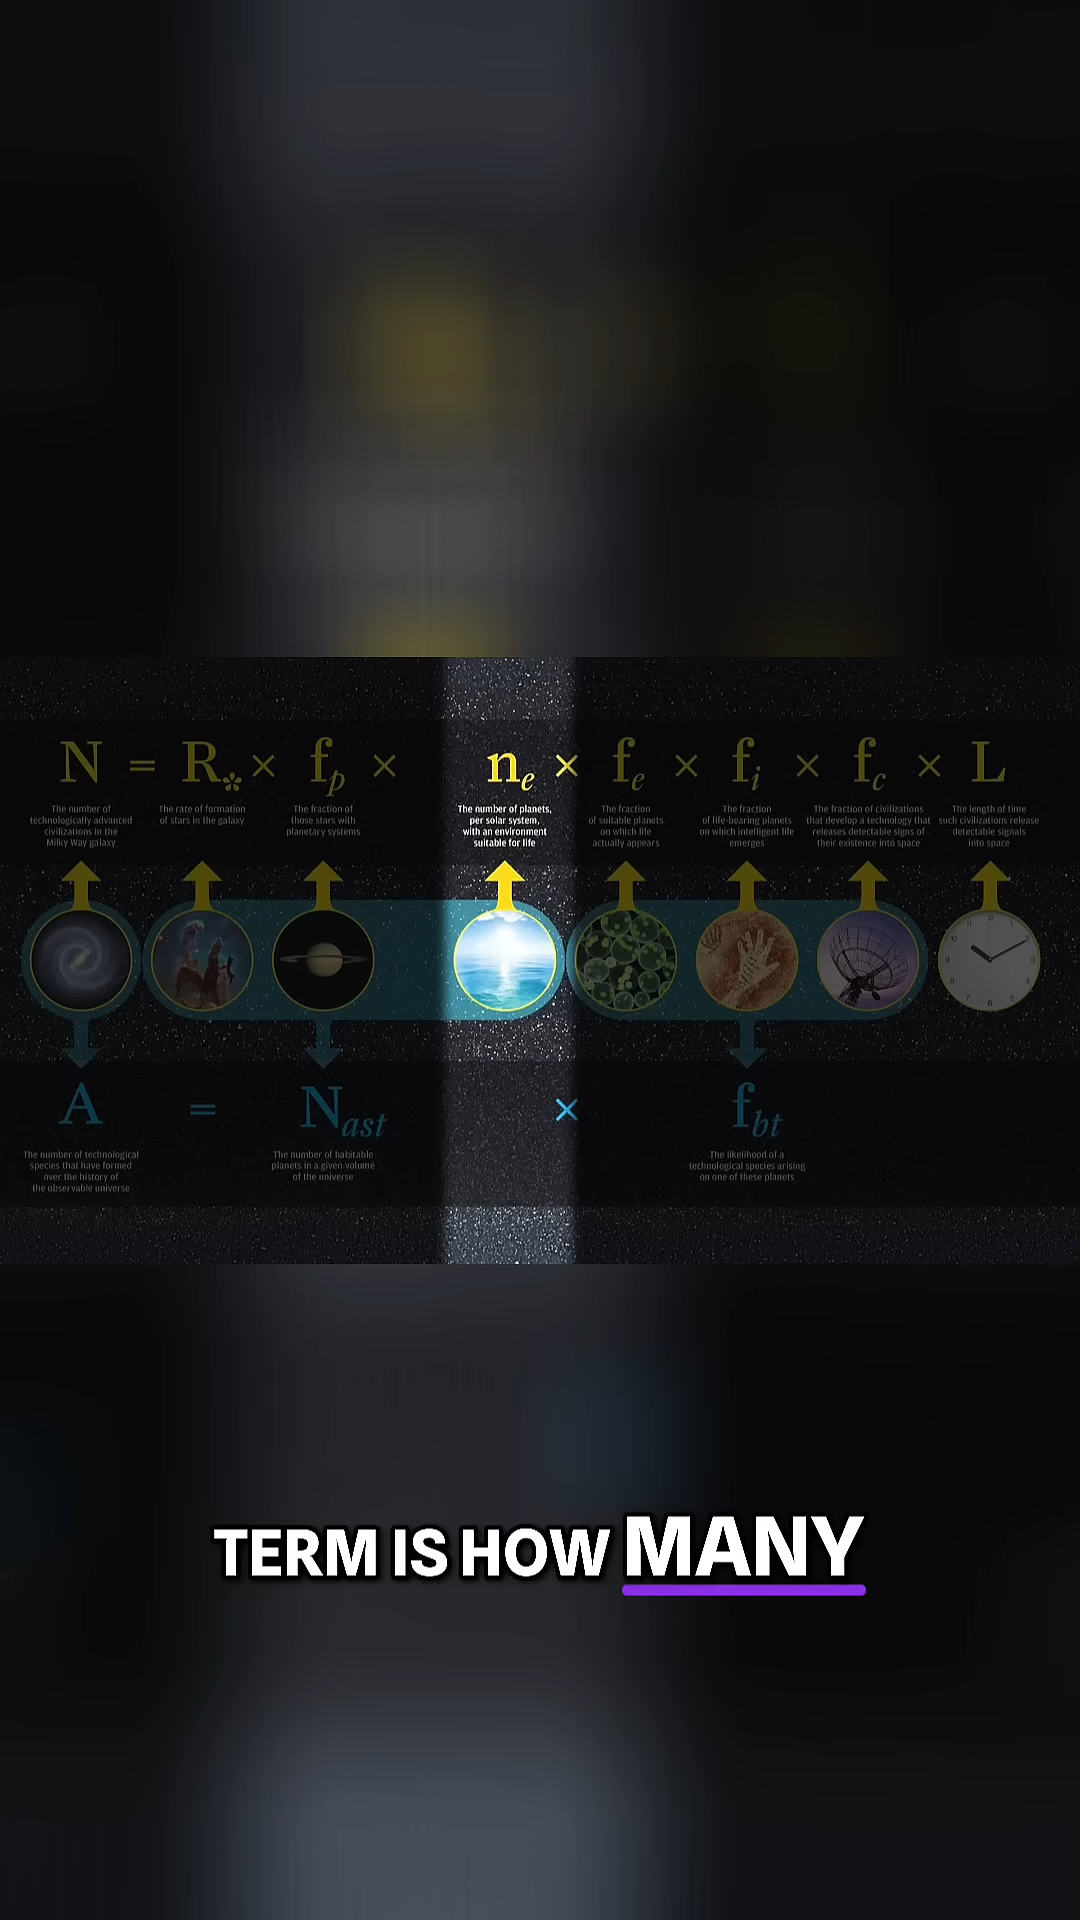 N = R* × fp × ne × fe × fi × fc × L
The number of
technologically advanced
civilizations in the
Milky Way galaxy
The rate of formation
of stars in the galaxy
The fraction of
those stars with
planetary systems
The number of planets,
per solar system,
with an environment
suitable for life
The fraction
of suitable planets
on which life
actually appears
The fraction
of life-bearing planets
on which intelligent life
emerges
The fraction of civilizations
that develop a technology that
releases detectable signs of
their existence into space
The length of time
such civilizations release
detectable signals
into space
A = Nast × fbt
The number of technological
species that have formed
over the history of
the observable universe
The number of habitable
planets in a given volume
of the universe
The likelihood of a
technological species arising
on one of these planets
TERM IS HOW MANY